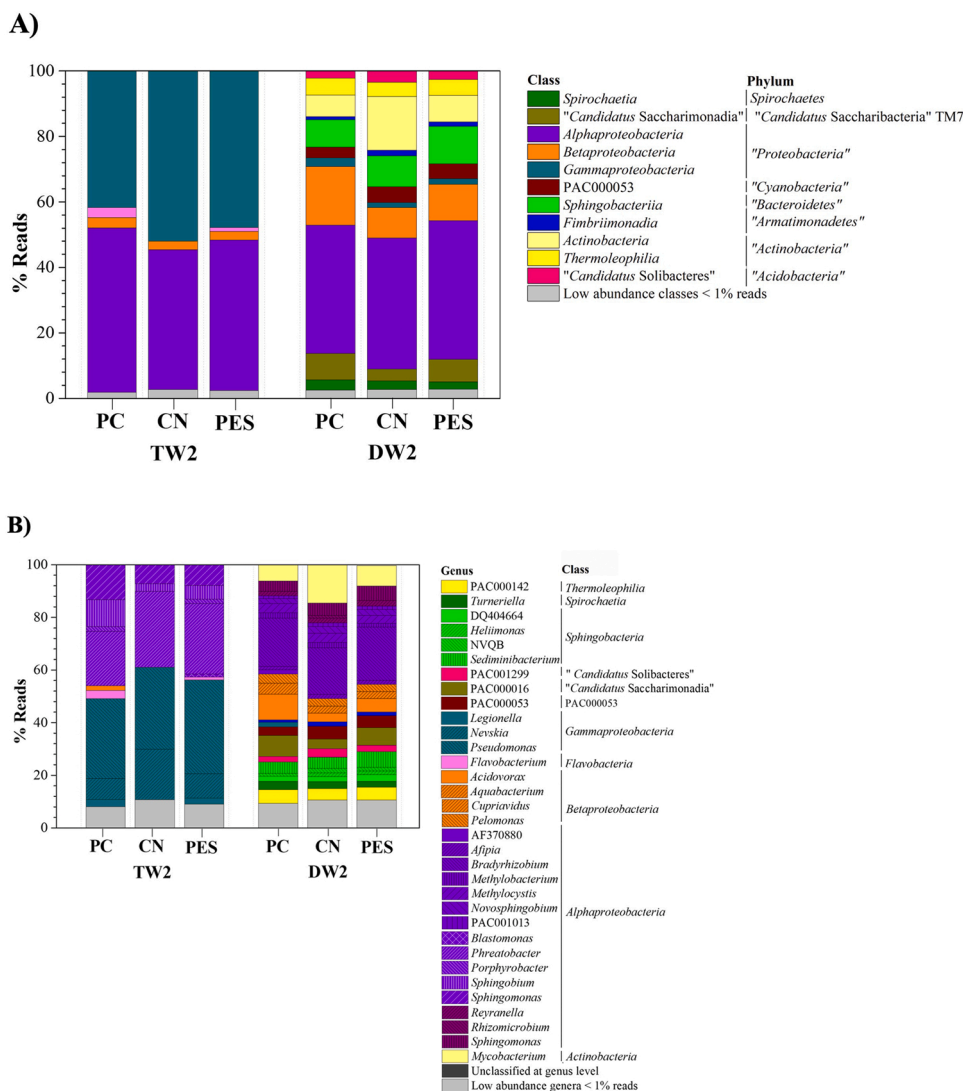 A)
% Reads
100
80
60
40
20
0
PC CN PES PC CN PES
TW2 DW2
Class Phylum
Spirochaetia Spirochaetes
"Candidatus Saccharimonadia" "Candidatus Saccharibacteria" TM7
Alphaproteobacteria
Betaproteobacteria "Proteobacteria"
Gammaproteobacteria
PAC000053 "Cyanobacteria"
Sphingobacteriia "Bacteroidetes"
Fimbriimonadia "Armatimonadetes"
Actinobacteria "Actinobacteria"
Thermoleophilia
"Candidatus Solibacteres" "Acidobacteria"
Low abundance classes < 1% reads
B)
% Reads
100
80
60
40
20
0
PC CN PES PC CN PES
TW2 DW2
Genus Class
PAC000142 Thermoleophilia
Turneriella Spirochaetia
DQ404664
Heliimonas Sphingobacteria
NVQB
Sediminibacterium
PAC001299 " Candidatus Solibacteres"
PAC000016 "Candidatus Saccharimonadia"
PAC000053 PAC000053
Legionella
Nevskia Gammaproteobacteria
Pseudomonas
Flavobacterium Flavobacteria
Acidovorax
Aquabacterium Betaproteobacteria
Cupriavidus
Pelomonas
AF370880
Afipia
Bradyrhizobium
Methylobacterium
Methylocystis
Novosphingobium Alphaproteobacteria
PAC001013
Blastomonas
Phreatobacter
Porphyrobacter
Sphingobium
Sphingomonas
Reyranella
Rhizomicrobium
Sphingomonas
Mycobacterium Actinobacteria
Unclassified at genus level
Low abundance genera < 1% reads